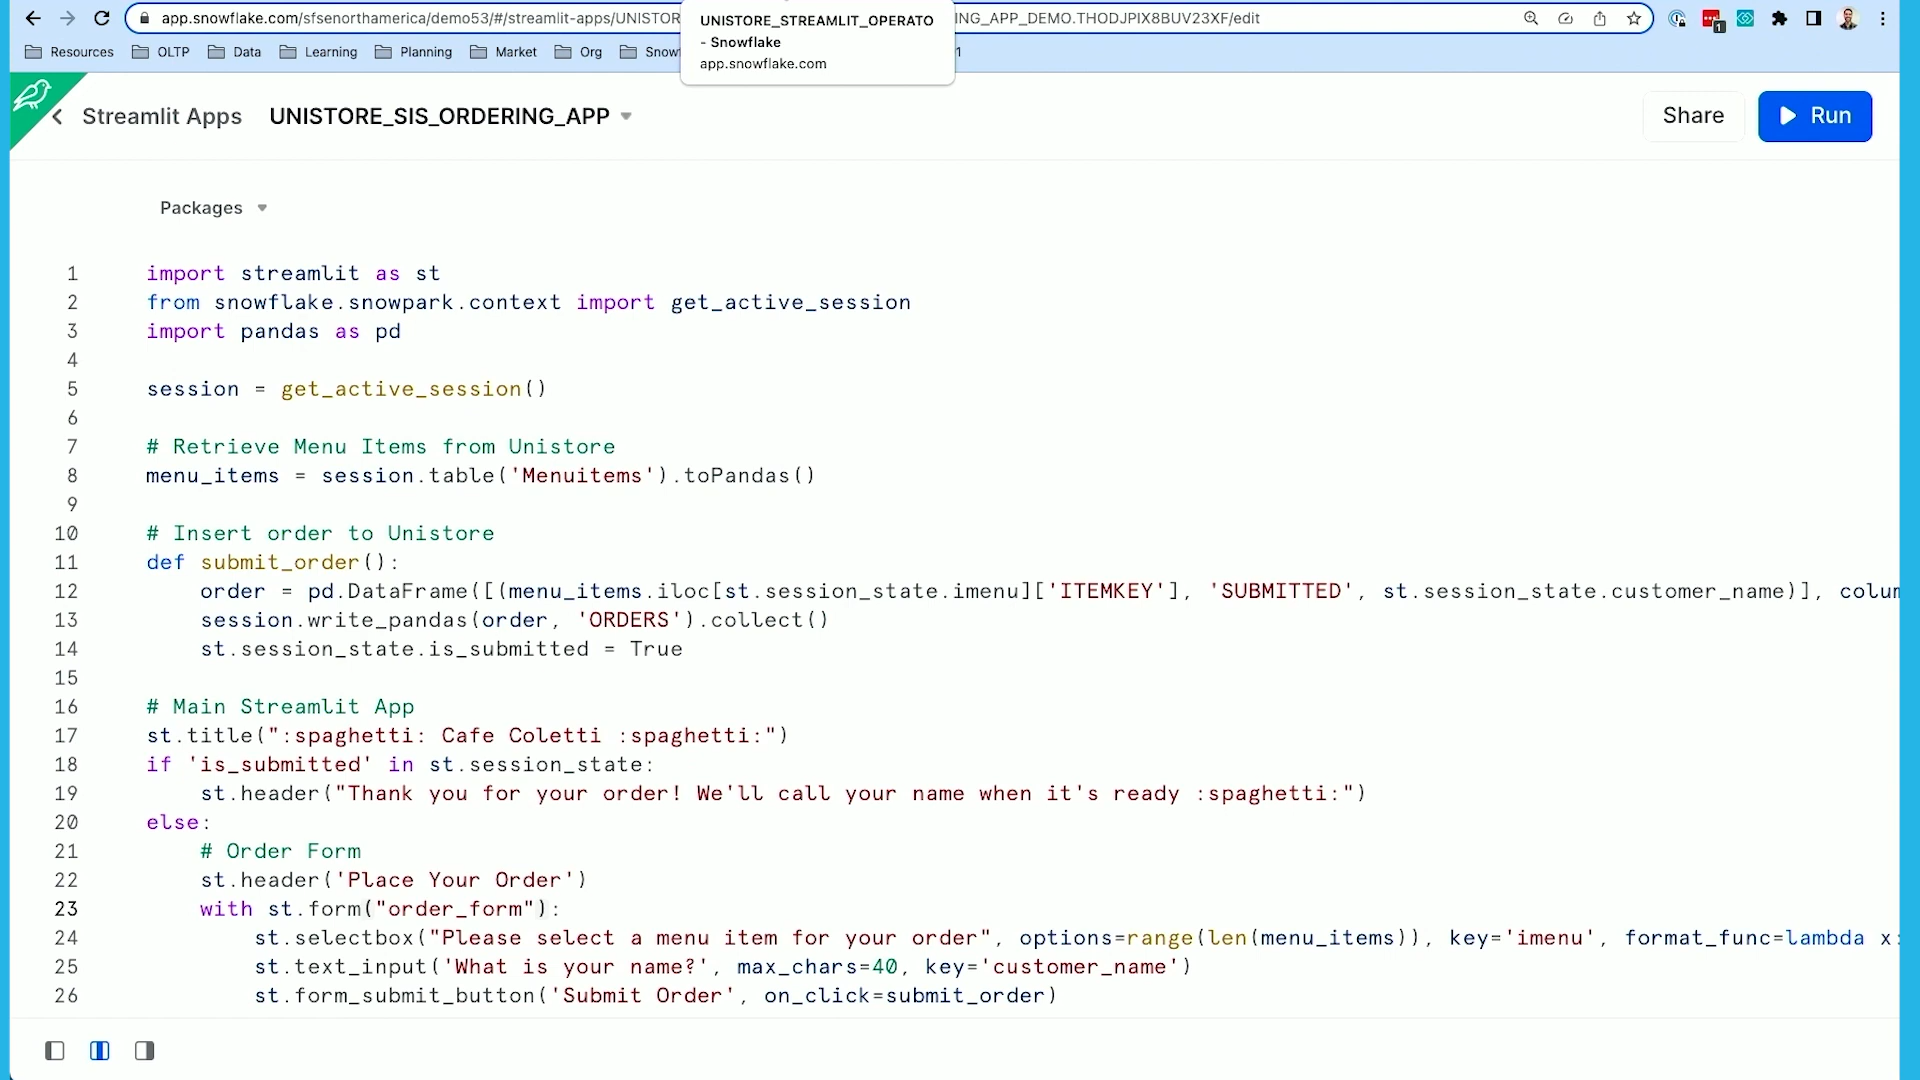 app.snowflake.com/sfsenorthamerica/demo53/#/streamlit-apps/UNISTOR
ING_APP_DEMO.THODJPIX8BUV23XF/edit
UNISTORE_STREAMLIT_OPERATO
- Snowflake
app.snowflake.com
1
Resources OLTP Data Learning Planning Market Org Snowf
1
Streamlit Apps UNISTORE_SIS_ORDERING_APP
Share Run
Packages
1 import streamlit as st
2 from snowflake.snowpark.context import get_active_session
3 import pandas as pd
4
5 session = get_active_session()
6
7 # Retrieve Menu Items from Unistore
8 menu_items = session.table('Menuitems').toPandas()
9
10 # Insert order to Unistore
11 def submit_order():
12 order = pd.DataFrame([(menu_items.iloc[st.session_state.imenu]['ITEMKEY'], 'SUBMITTED', st.session_state.customer_name)], colum
13 session.write_pandas(order, 'ORDERS').collect()
14 st.session_state.is_submitted = True
15
16 # Main Streamlit App
17 st.title(":spaghetti: Cafe Coletti :spaghetti:")
18 if 'is_submitted' in st.session_state:
19 st.header("Thank you for your order! We'll call your name when it's ready :spaghetti:")
20 else:
21 # Order Form
22 st.header('Place Your Order')
23 with st.form("order_form"):
24 st.selectbox("Please select a menu item for your order", options=range(len(menu_items)), key='imenu', format_func=lambda x:
25 st.text_input('What is your name?', max_chars=40, key='customer_name')
26 st.form_submit_button('Submit Order', on_click=submit_order)